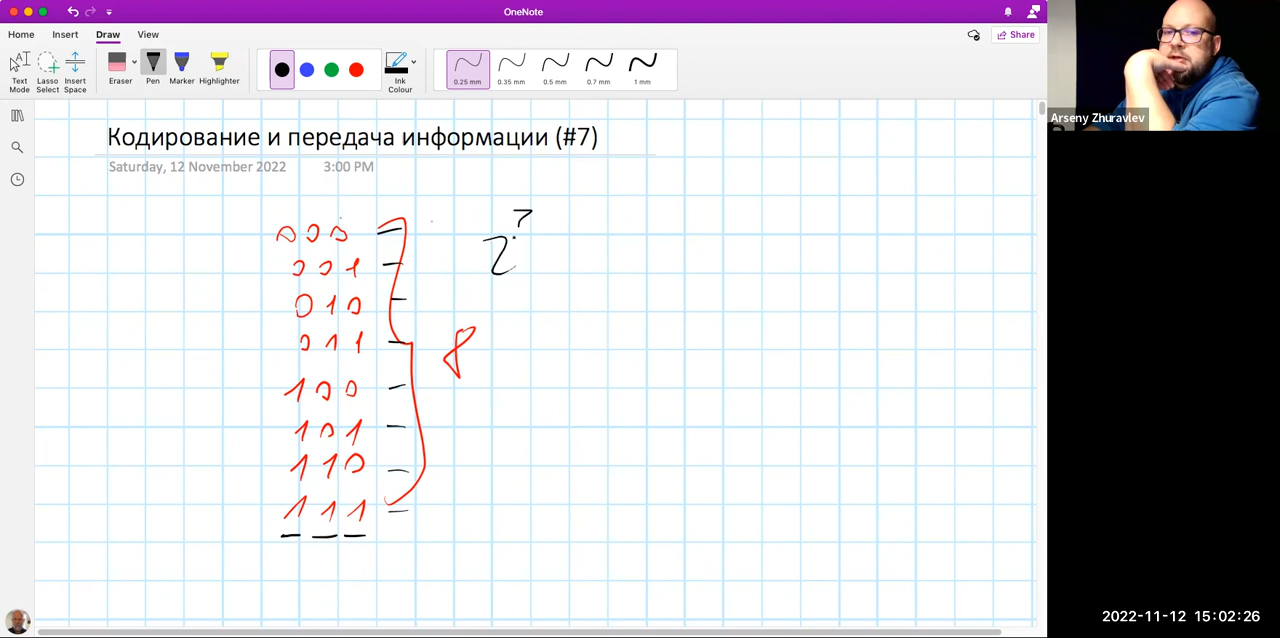 OneNote
Home Insert Draw View
Share
Text Mode
Lasso Select
Insert Space
Eraser
Pen
Marker
Highlighter
Ink Colour
0.25 mm
0.35 mm
0.5 mm
0.7 mm
1 mm
Arseny Zhuravlev
Кодирование и передача информации (#7)
Saturday, 12 November 2022 3:00 PM
000 -
001 -
010 -
011 -
100 -
101 -
110 -
111 -
8
2^?
2022-11-12 15:02:26